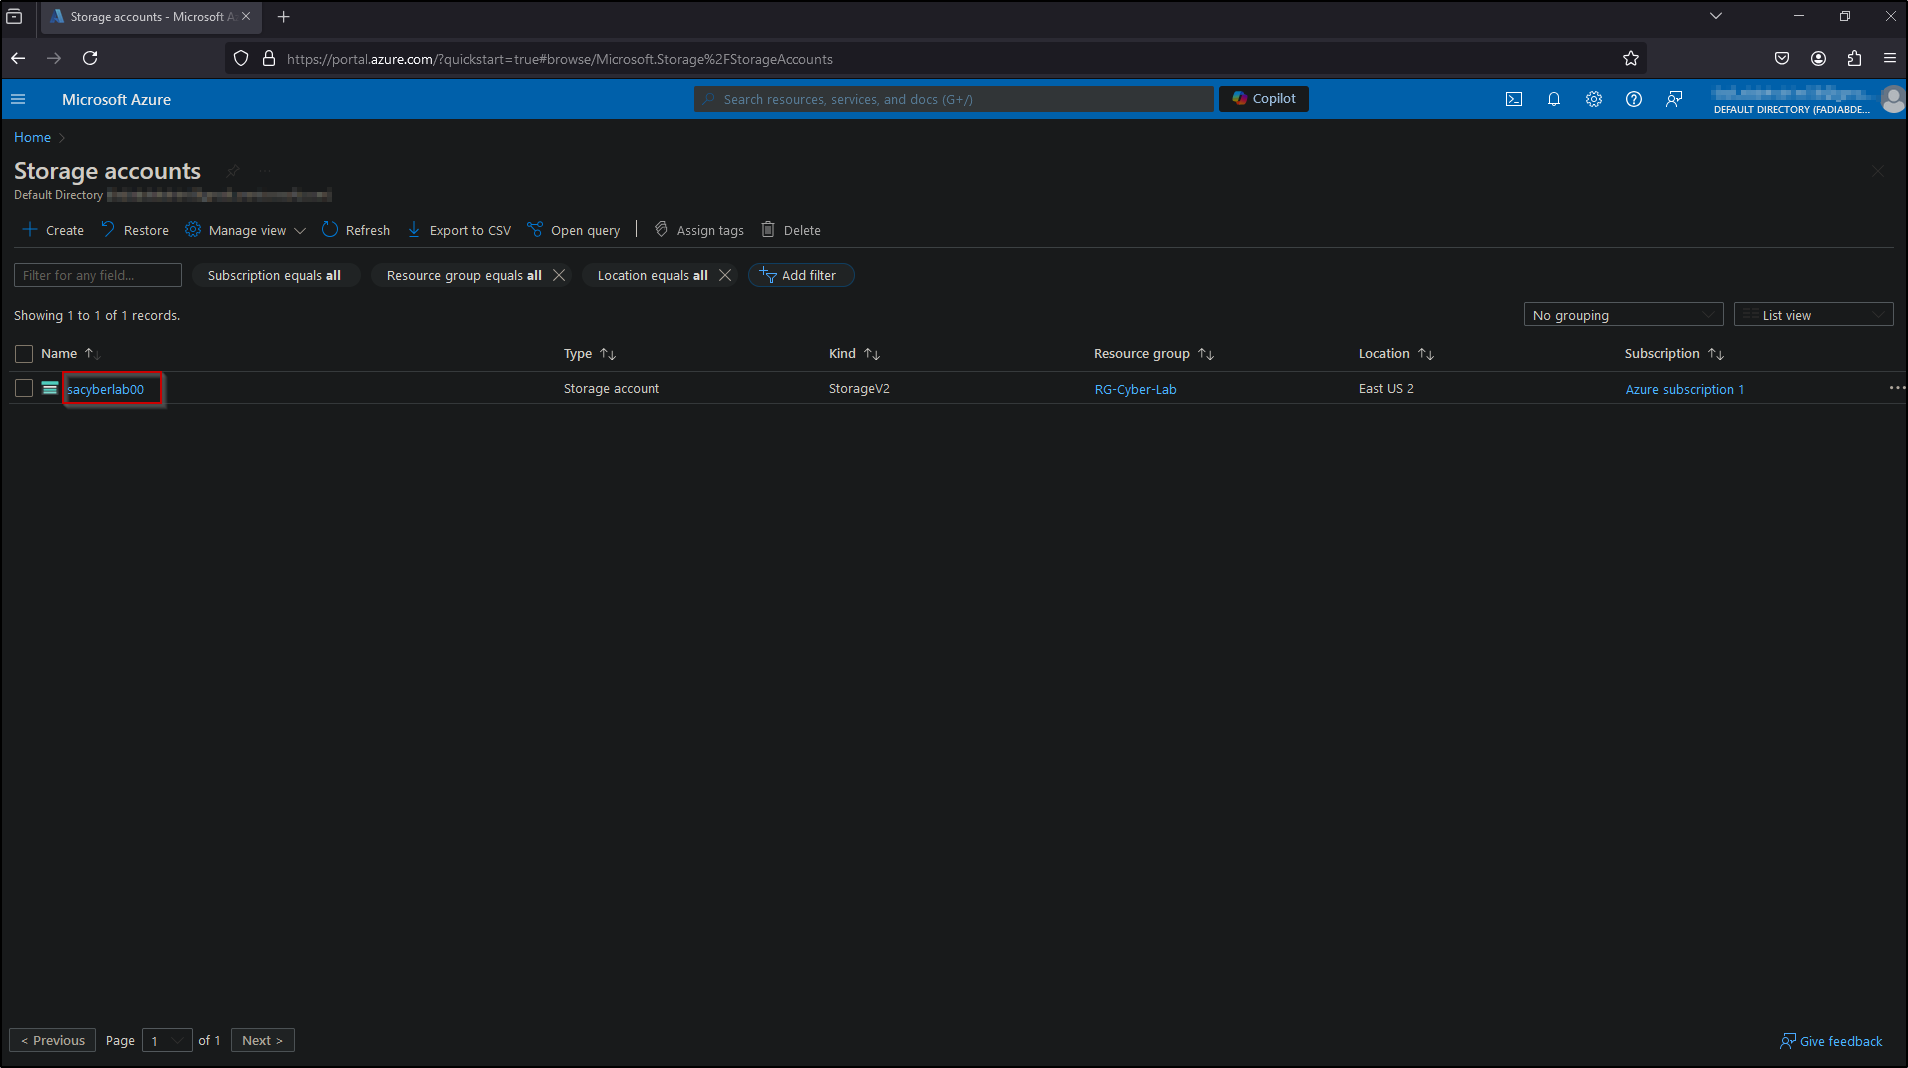 Storage accounts - Microsoft A
https://portal.azure.com/?quickstart=true#browse/Microsoft.Storage%2FStorageAccounts
Microsoft Azure
Search resources, services, and docs (G+/)
Copilot
DEFAULT DIRECTORY (FADIABDE...
Home
Storage accounts
...
Default Directory
Create
Restore
Manage view
Refresh
Export to CSV
Open query
Assign tags
Delete
Filter for any field...
Subscription equals all
Resource group equals all
Location equals all
Add filter
Showing 1 to 1 of 1 records.
No grouping
List view
Name
Type
Kind
Resource group
Location
Subscription
sacyberlab00
Storage account
StorageV2
RG-Cyber-Lab
East US 2
Azure subscription 1
...
< Previous
Page
1
of 1
Next >
Give feedback